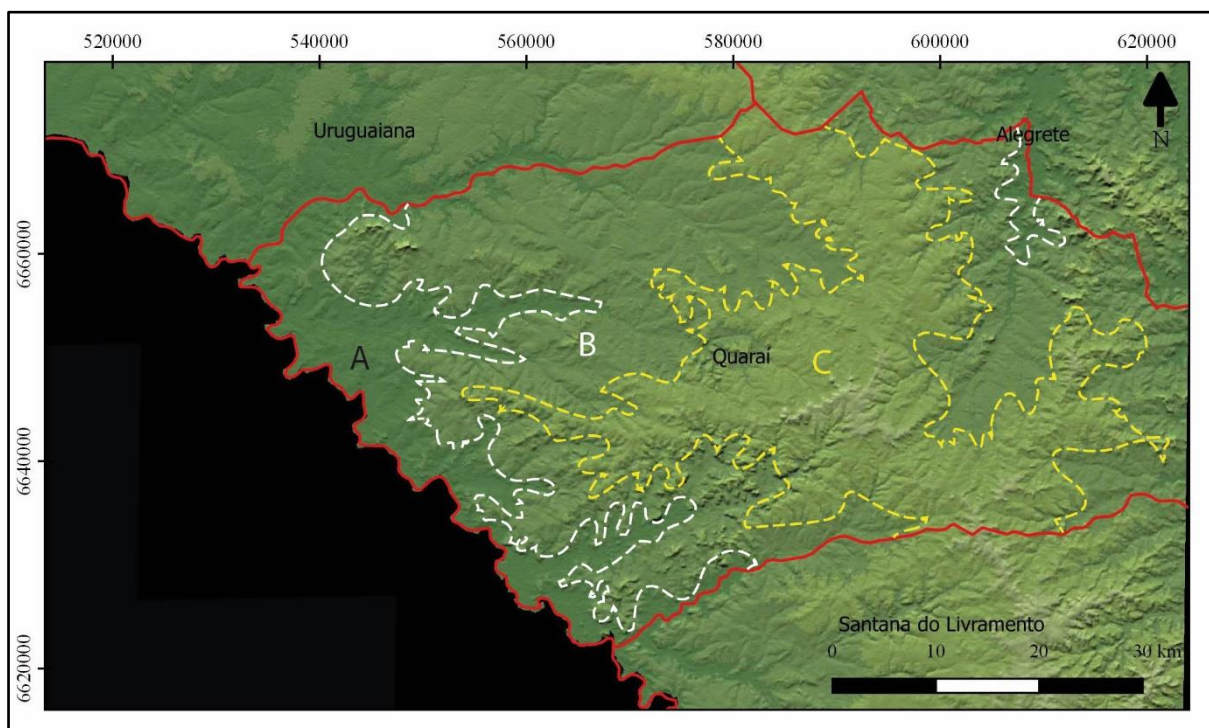 520000 540000 560000 580000 600000 620000
Uruguaiana
Alegrete
N
6660000
B
A
Quaraí
C
6640000
Santana do Livramento
0 10 20 30 km
6620000